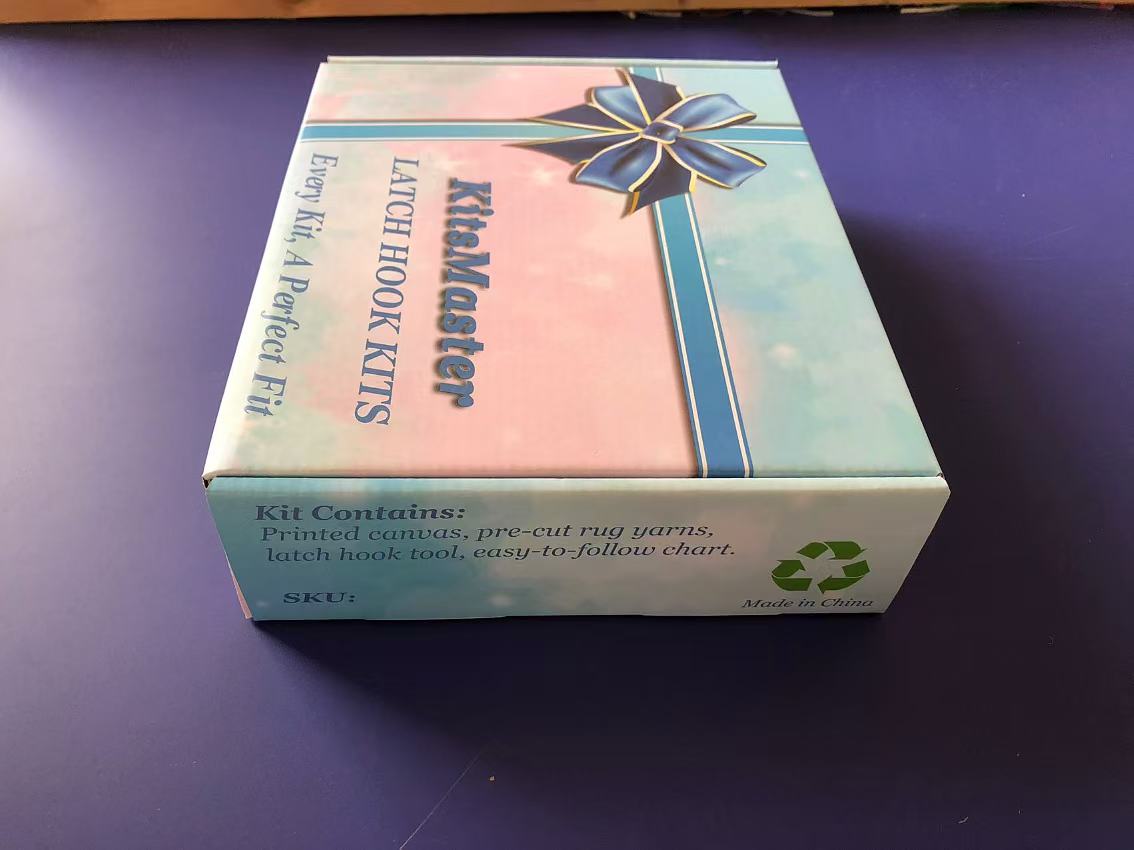 KitsMaster
LATCH HOOK KITS
Every Kit, A Perfect Fit
Kit Contains:
Printed canvas, pre-cut rug yarns,
latch hook tool, easy-to-follow chart.
SKU:
Made in China